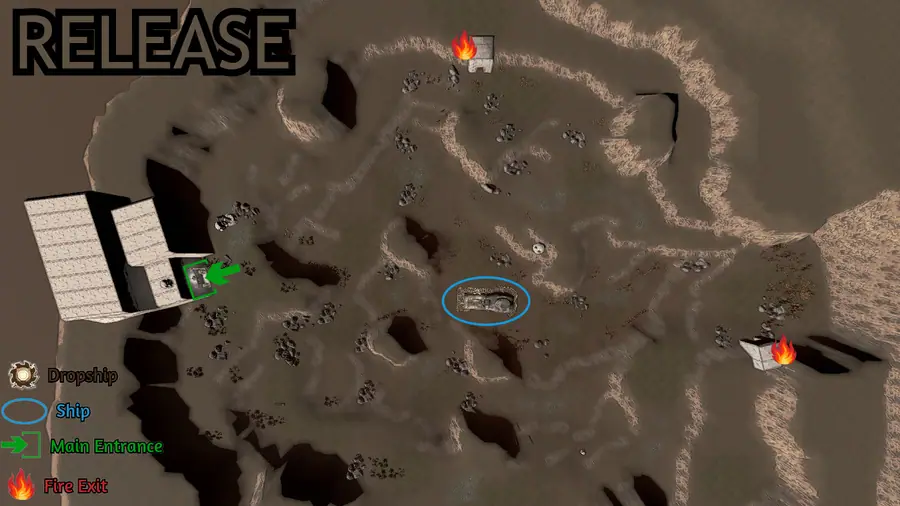 RELEASE
Dropship
Ship
Main Entrance
Fire Exit